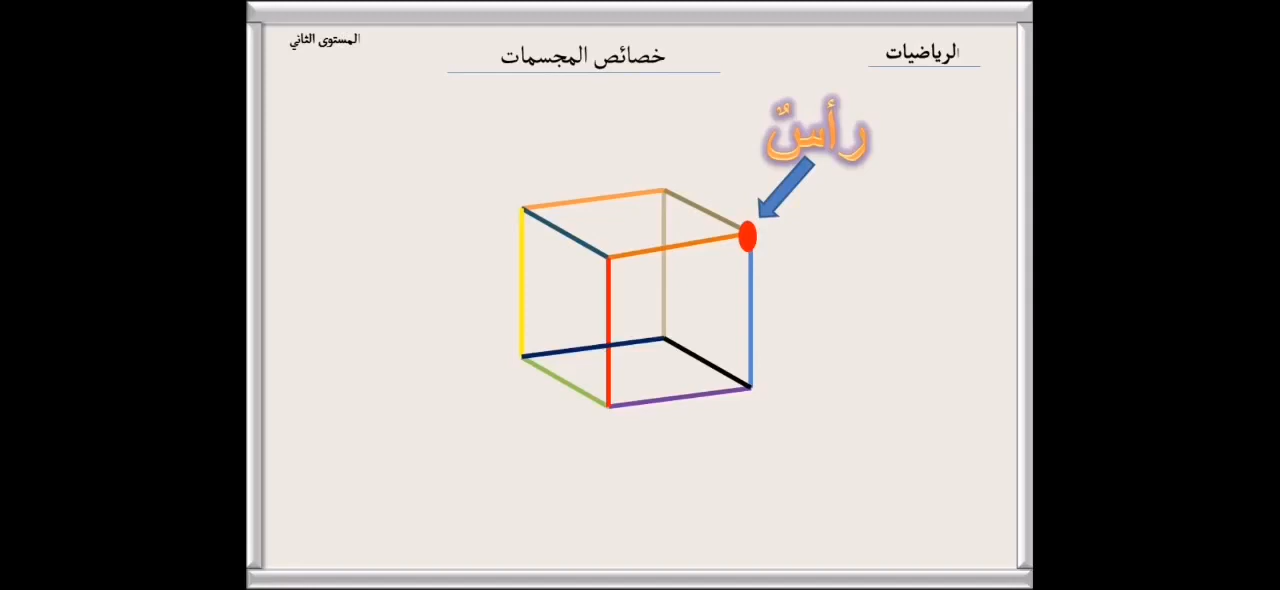 الرياضيات
خصائص المجسمات
المستوى الثاني
رأسٌ